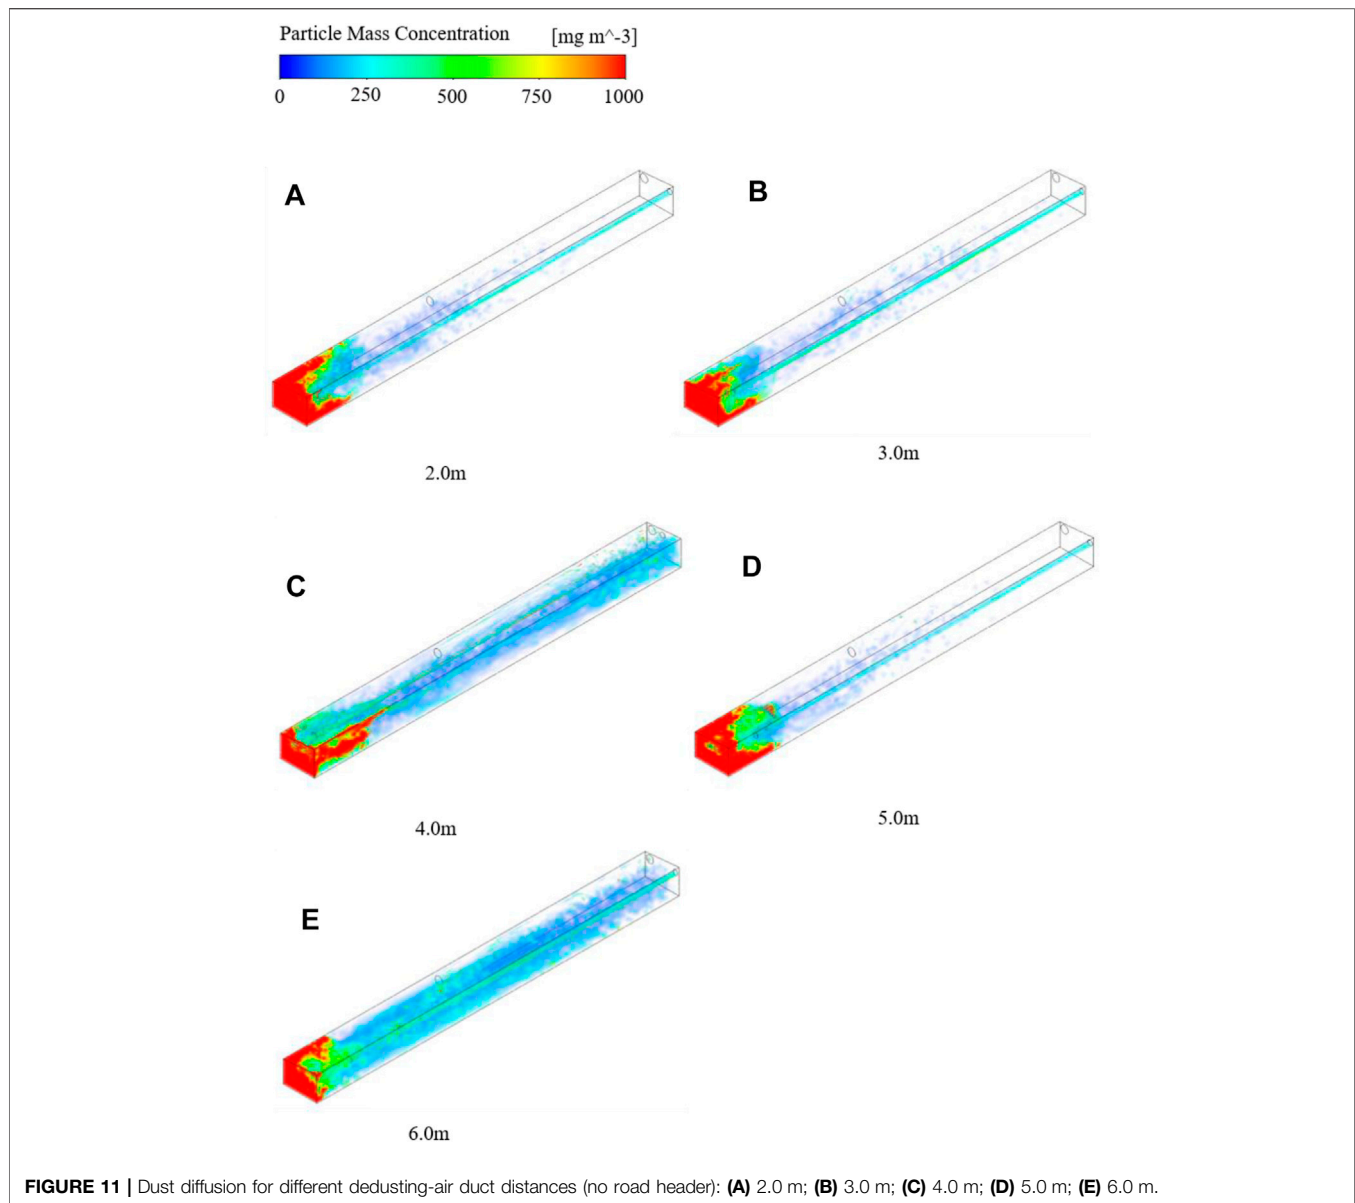 Particle Mass Concentration [mg m^-3]
0 250 500 750 1000
A
B
2.0m
3.0m
C
D
4.0m
5.0m
E
6.0m
FIGURE 11 | Dust diffusion for different dedusting-air duct distances (no road header): (A) 2.0 m; (B) 3.0 m; (C) 4.0 m; (D) 5.0 m; (E) 6.0 m.